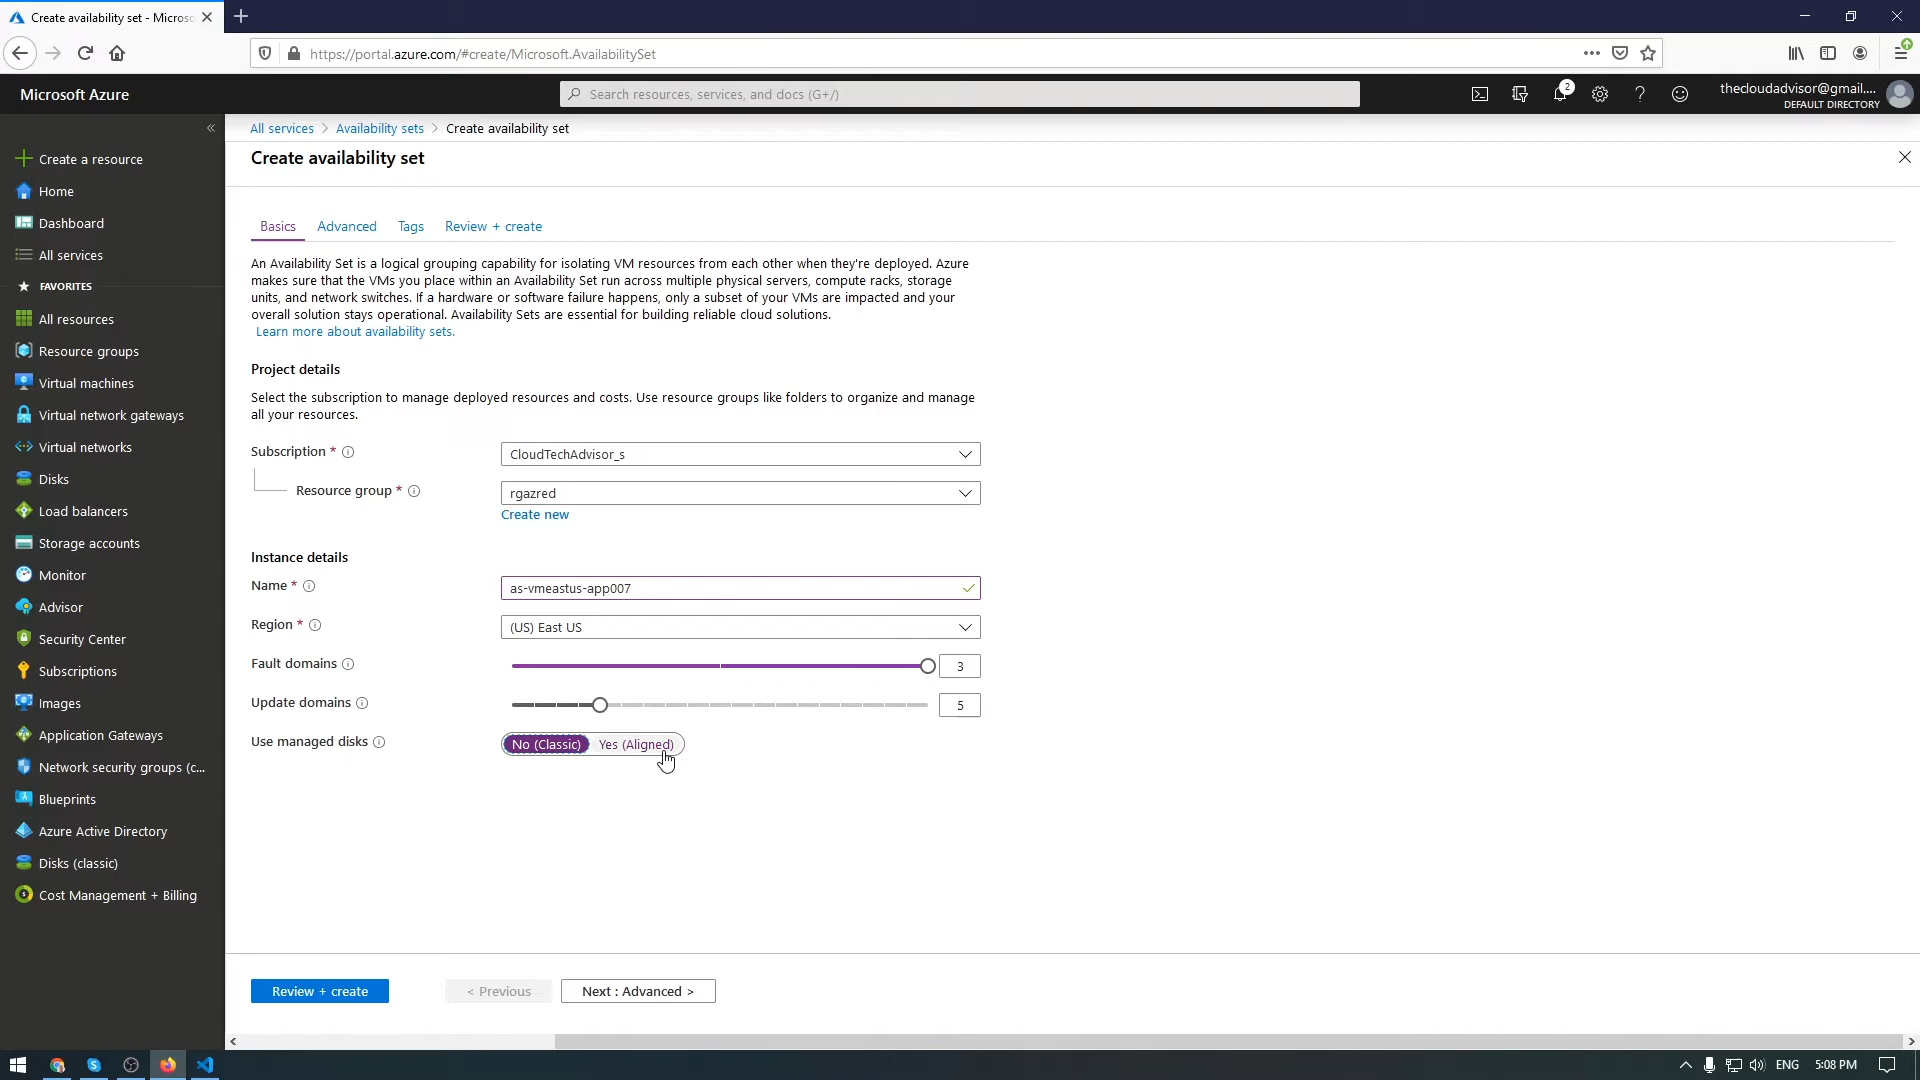 Create availability set - Microso
https://portal.azure.com/#create/Microsoft.AvailabilitySet
Microsoft Azure
Search resources, services, and docs (G+/)
2
thecloudadvisor@gmail....
DEFAULT DIRECTORY
Create a resource
Home
Dashboard
All services
FAVORITES
All resources
Resource groups
Virtual machines
Virtual network gateways
Virtual networks
Disks
Load balancers
Storage accounts
Monitor
Advisor
Security Center
Subscriptions
Images
Application Gateways
Network security groups (c...
Blueprints
Azure Active Directory
Disks (classic)
Cost Management + Billing
All services > Availability sets > Create availability set
Create availability set
Basics Advanced Tags Review + create
An Availability Set is a logical grouping capability for isolating VM resources from each other when they're deployed. Azure
makes sure that the VMs you place within an Availability Set run across multiple physical servers, compute racks, storage
units, and network switches. If a hardware or software failure happens, only a subset of your VMs are impacted and your
overall solution stays operational. Availability Sets are essential for building reliable cloud solutions.
Learn more about availability sets.
Project details
Select the subscription to manage deployed resources and costs. Use resource groups like folders to organize and manage
all your resources.
Subscription * CloudTechAdvisor_s
Resource group * rgazred
Create new
Instance details
Name * as-vmeastus-app007
Region * (US) East US
Fault domains 3
Update domains 5
Use managed disks No (Classic) Yes (Aligned)
Review + create < Previous Next : Advanced >
ENG 5:08 PM